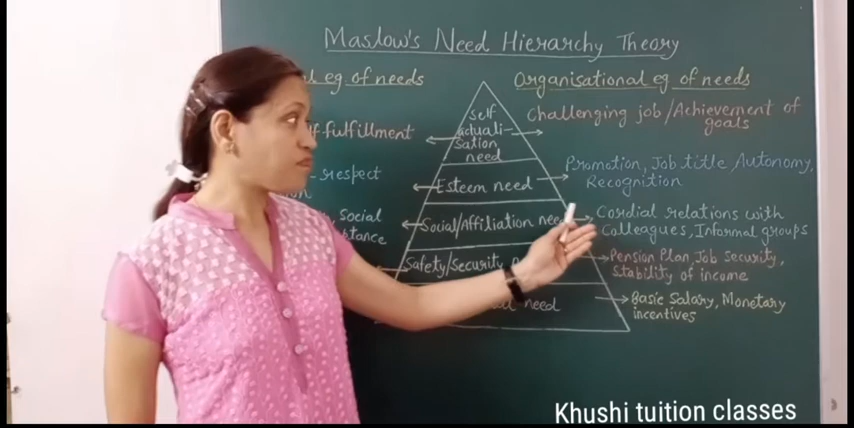 Maslow's Need Hierarchy Theory
eg of needs
Organisational eg of needs
self
actuali-
sation
need
Challenging job/Achievement of
goals
fulfillment
Promotion, Job title Autonomy,
Recognition
Esteem need
- respect
Social/Affiliation
Cordial relations with
Colleagues, Informal groups
Social
Safety/Security
Pension Plan, Job security,
Stability of income
need
Basic Salary, Monetary
incentives
Khushi tuition classes